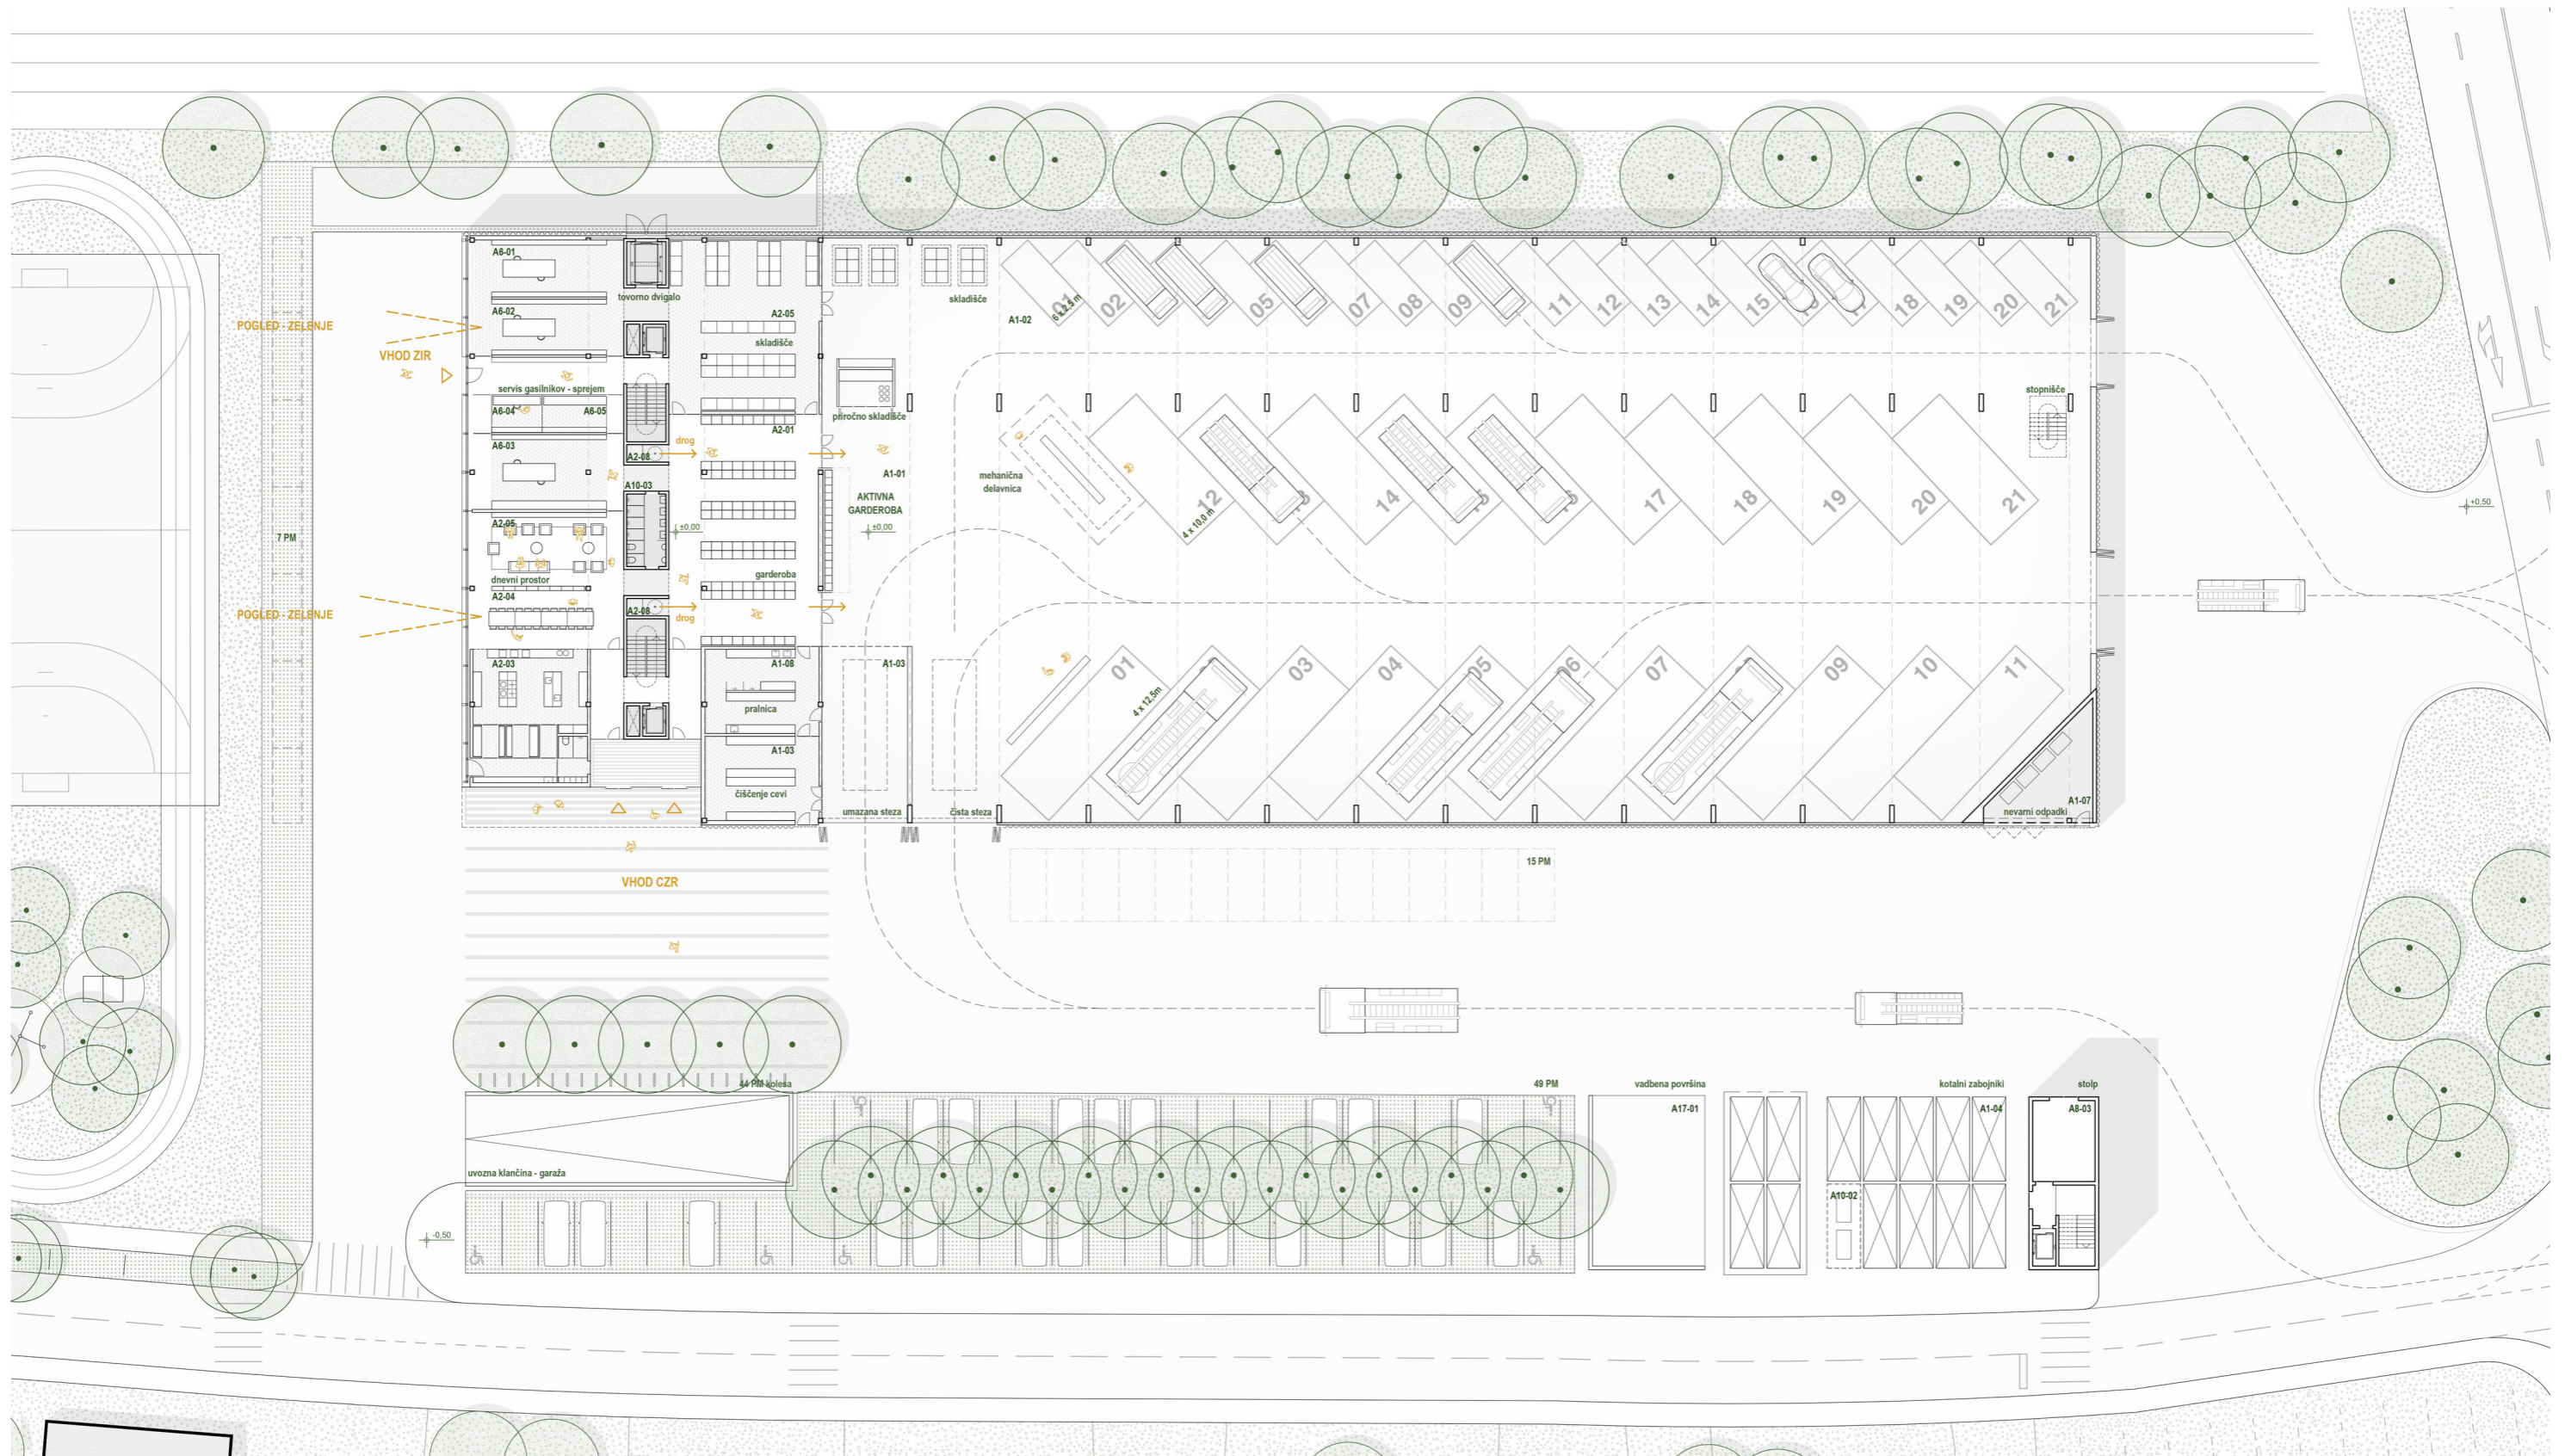 A6-01
tovorno dvigalo
A6-02
A2-05
skladišče
A1-02
6 x 2,5 m
01
02
05
07
08
09
11
12
13
14
15
18
19
20
21
POGLED - ZELENJE
VHOD ZIR
skladišče
servis gasilnikov - sprejem
priročno skladišče
stopnišče
A6-04
A6-05
A2-01
drog
A6-03
A2-08
A1-01
mehanična
delavnica
A10-03
AKTIVNA
GARDEROBA
12
13
14
15
16
17
18
19
20
21
4 x 10,0 m
+0,50
A2-05
±0,00
±0,00
7 PM
dnevni prostor
garderoba
A2-04
POGLED - ZELENJE
A2-08
drog
A2-03
A1-08
A1-03
01
03
04
05
06
07
09
10
11
4 x 12,5m
pralnica
A1-03
čiščenje cevi
umazana steza
čista steza
A1-07
nevarni odpadki
15 PM
VHOD CZR
44 PM kolesa
49 PM
vadbena površina
kotalni zabojniki
stolp
A17-01
A1-04
A8-03
uvozna klančina - garaža
A10-02
-0,50